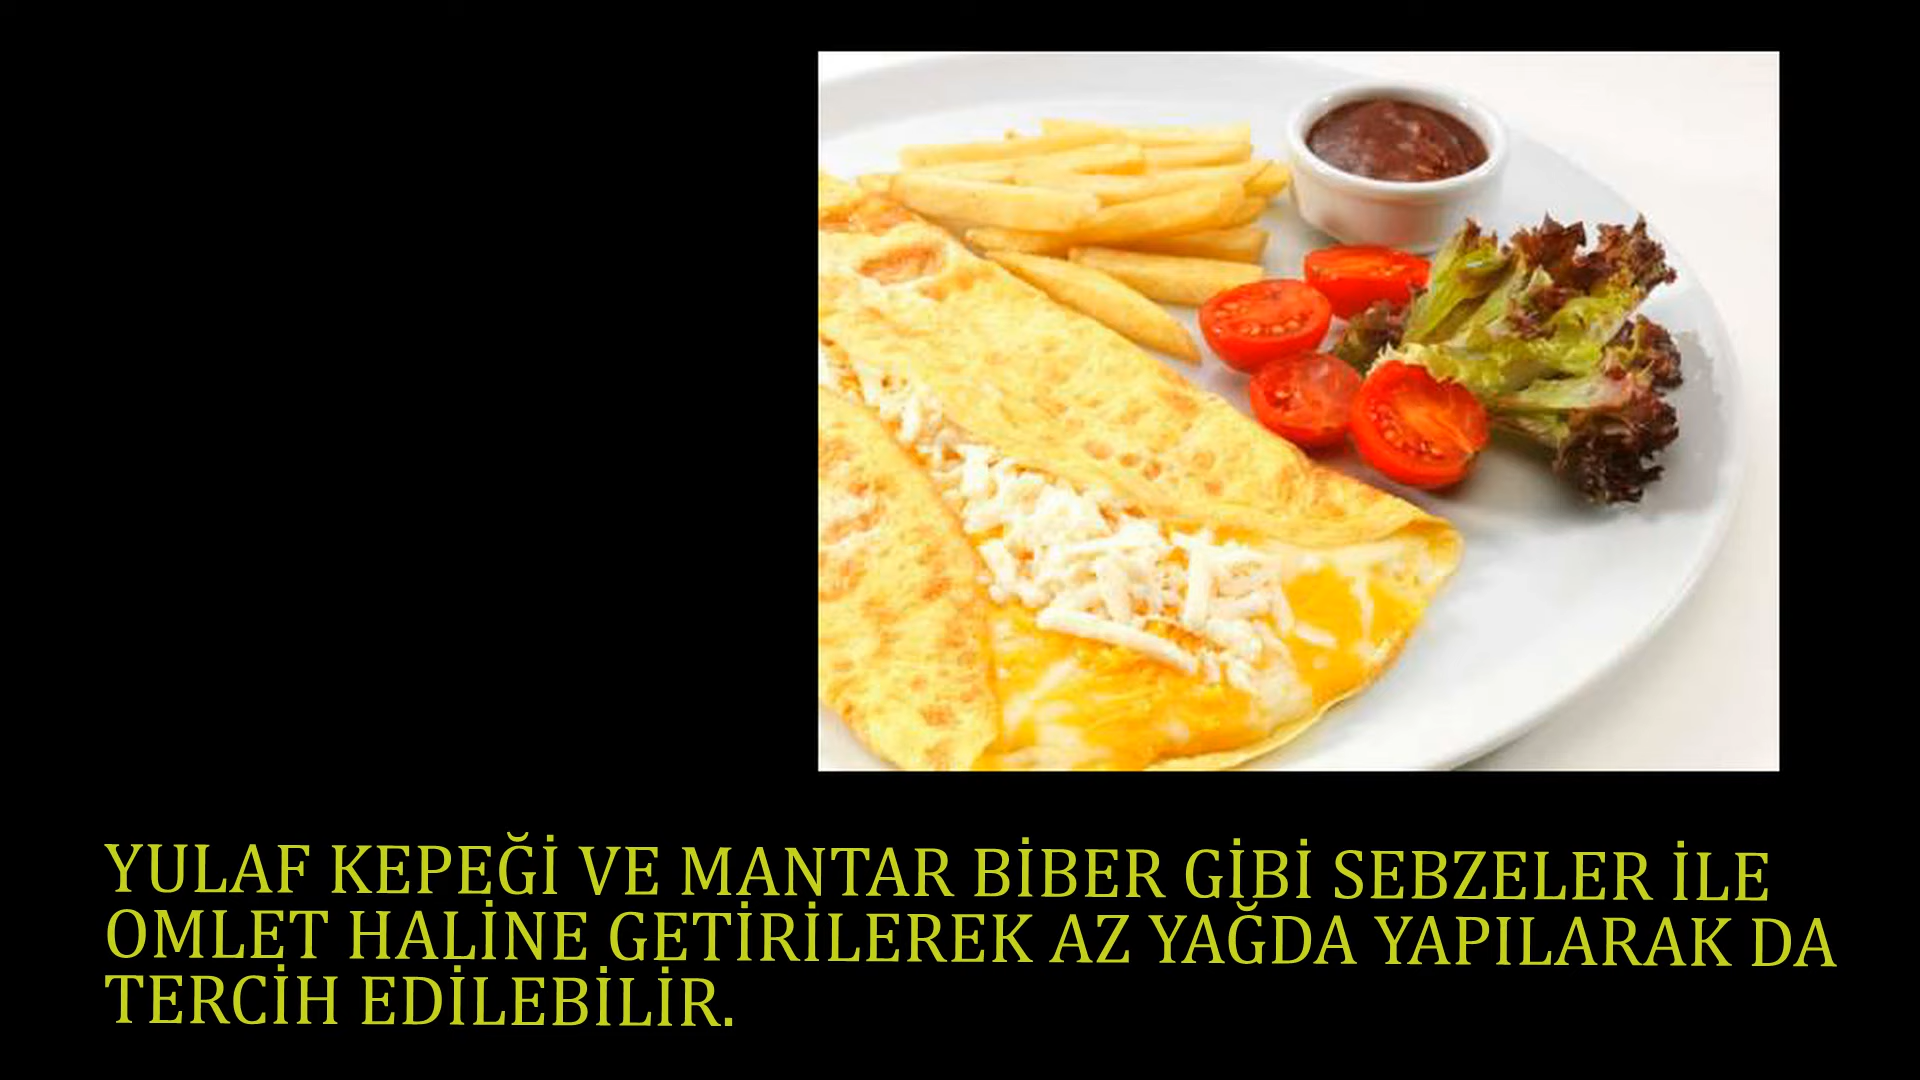 YULAF KEPEĞİ VE MANTAR BİBER GİBİ SEBZELER İLE
OMLET HALİNE GETİRİLEREK AZ YAĞDA YAPILARAK DA
TERCİH EDİLEBİLİR.